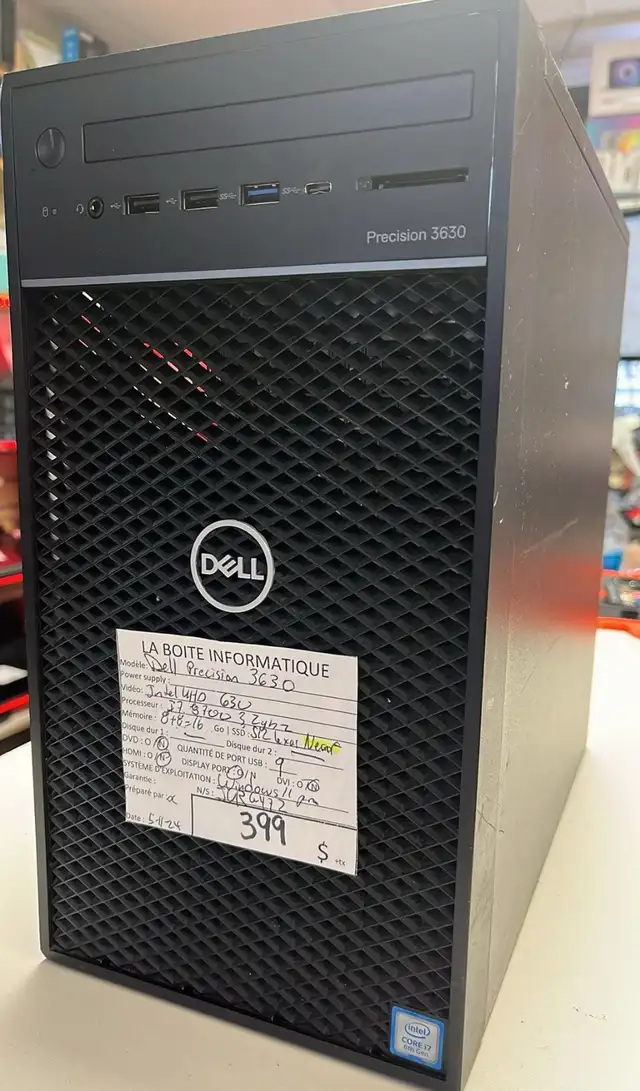 Precision 3630
DELL
LA BOITE INFORMATIQUE
Modèle: Dell Precision 3630
Power supply:
Vidéo: Intel UHD 630
Processeur: I7 8700 3.2ghz
Mémoire: 8+8=16 Go | SSD: 512 lexar Neuf
Disque dur 1: Disque dur 2:
DVD: O/N QUANTITÉ DE PORT USB: 9
HDMI: O/N DISPLAY PORT: O/N DVI: O/N
SYSTÈME D'EXPLOITATION: Windows 11 pro
Garantie: N/S:
Préparé par
Date: 5-11-24
399 $ +tx
intel
CORE i7
8th Gen